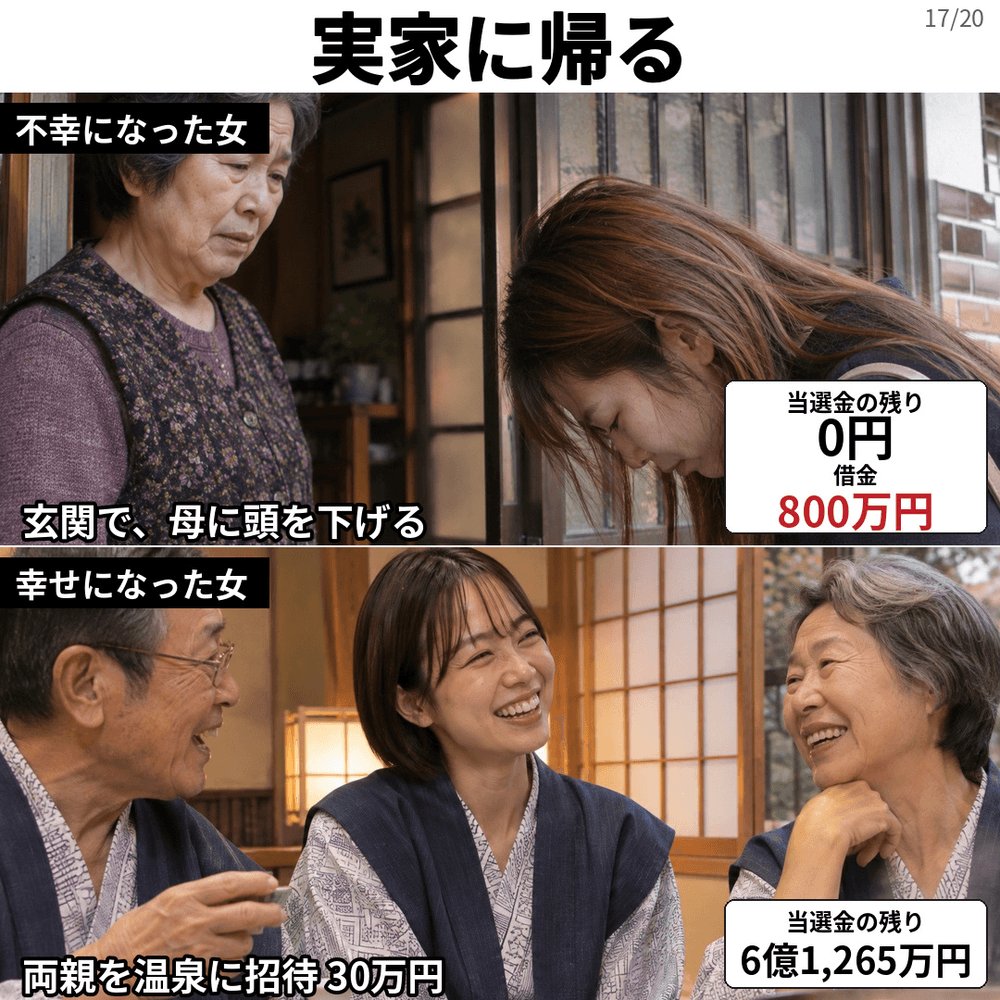 実家に帰る
17/20
不幸になった女
当選金の残り
0円
借金
800万円
玄関で、母に頭を下げる
幸せになった女
当選金の残り
6億1,265万円
両親を温泉に招待 30万円